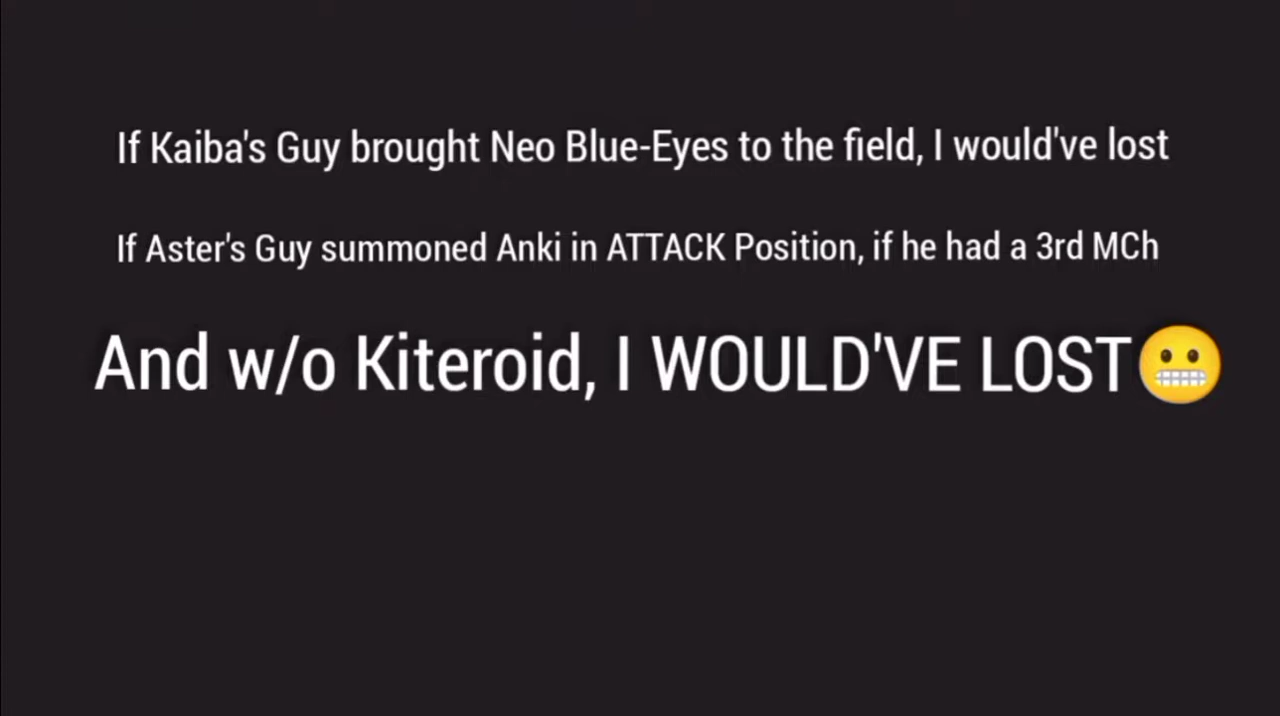 If Kaiba's Guy brought Neo Blue-Eyes to the field, I would've lost
If Aster's Guy summoned Anki in ATTACK Position, if he had a 3rd MCh
And w/o Kiteroid, I WOULD'VE LOST😬